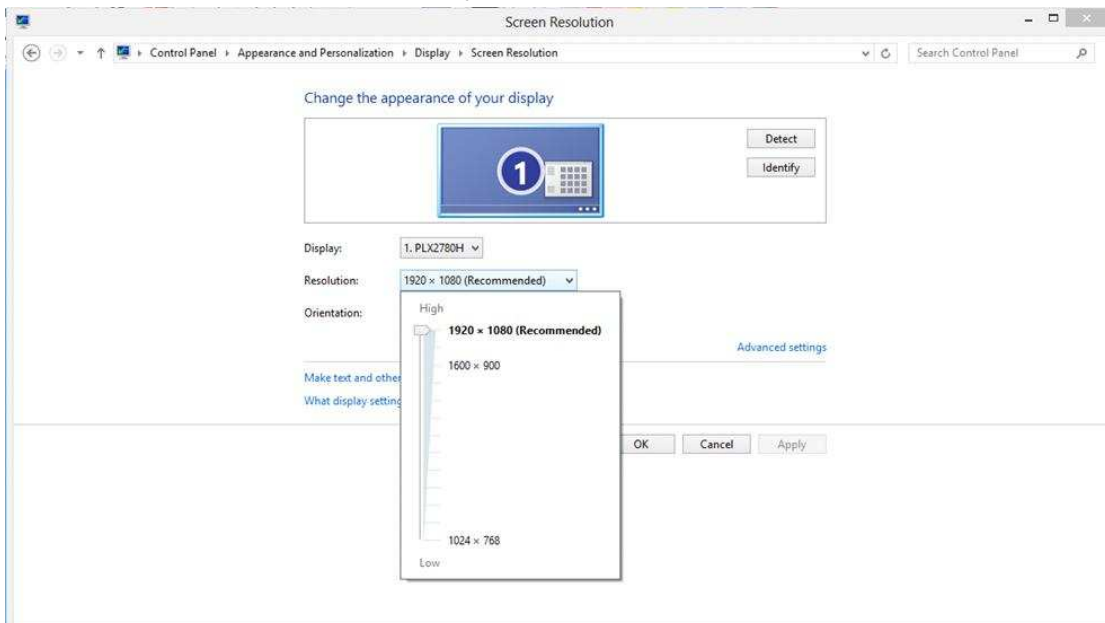 Screen Resolution
Control Panel Appearance and Personalization Display Screen Resolution
Search Control Panel
Change the appearance of your display
1
Detect
Identify
Display: 1. PLX2780H
Resolution: 1920 × 1080 (Recommended)
Orientation:
High
1920 × 1080 (Recommended)
1600 × 900
1024 × 768
Low
Advanced settings
Make text and other
What display setting
OK Cancel Apply